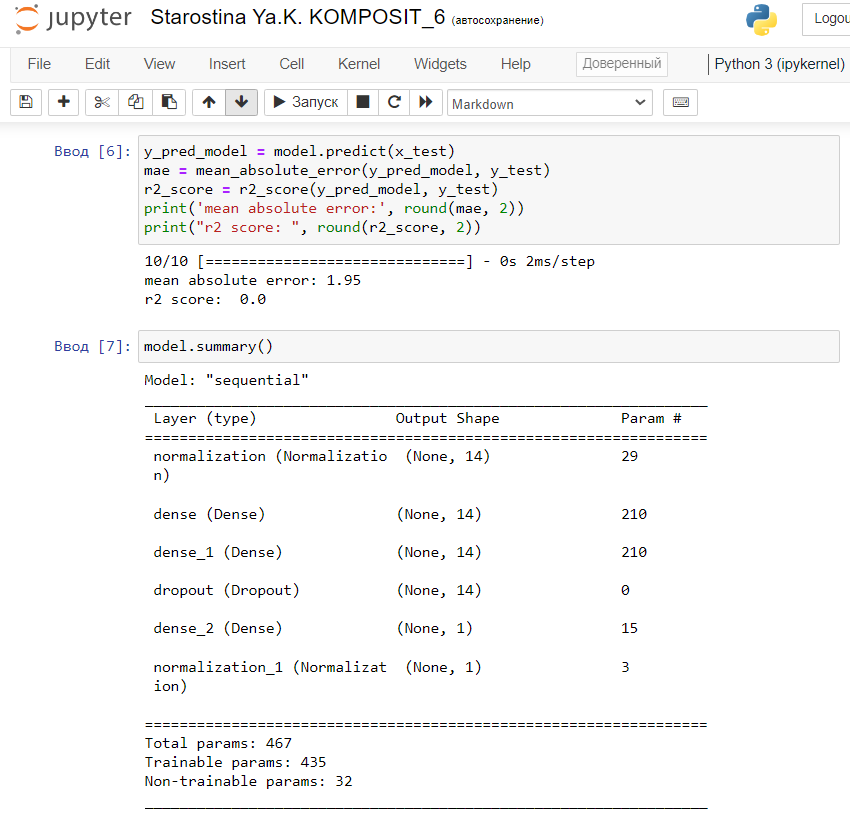 jupyter Starostina Ya.K. KOMPOSIT_6 (автосохранение)
File Edit View Insert Cell Kernel Widgets Help Доверенный Python 3 (ipykernel)
Запуск Markdown
Ввод [6]: y_pred_model = model.predict(x_test)
mae = mean_absolute_error(y_pred_model, y_test)
r2_score = r2_score(y_pred_model, y_test)
print('mean absolute error:', round(mae, 2))
print("r2 score: ", round(r2_score, 2))
10/10 [==============================] - 0s 2ms/step
mean absolute error: 1.95
r2 score:  0.0
Ввод [7]: model.summary()
Model: "sequential"
_________________________________________________________________
Layer (type) Output Shape Param #
=================================================================
normalization (Normalizatio (None, 14) 29
n)
dense (Dense) (None, 14) 210
dense_1 (Dense) (None, 14) 210
dropout (Dropout) (None, 14) 0
dense_2 (Dense) (None, 1) 15
normalization_1 (Normalizat (None, 1) 3
ion)
=================================================================
Total params: 467
Trainable params: 435
Non-trainable params: 32
_________________________________________________________________